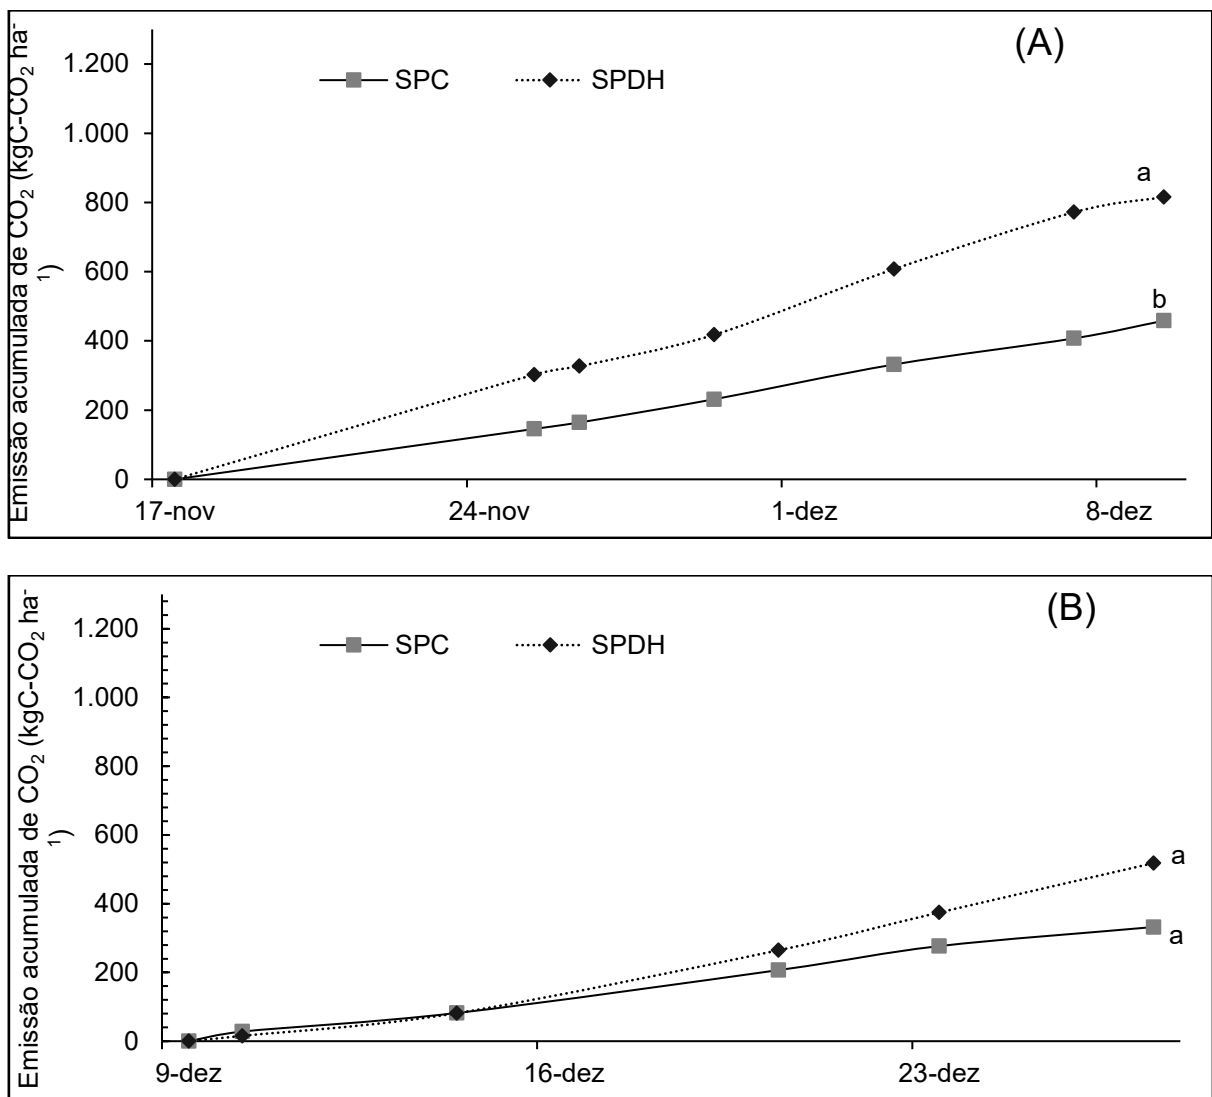 (A)
SPC SPDH
Emissão acumulada de CO₂ (kgC-CO₂ ha⁻
¹)
1.200
1.000
800
600
400
200
0
a
b
17-nov 24-nov 1-dez 8-dez
(B)
SPC SPDH
Emissão acumulada de CO₂ (kgC-CO₂ ha⁻
¹)
1.200
1.000
800
600
400
200
0
a
a
9-dez 16-dez 23-dez